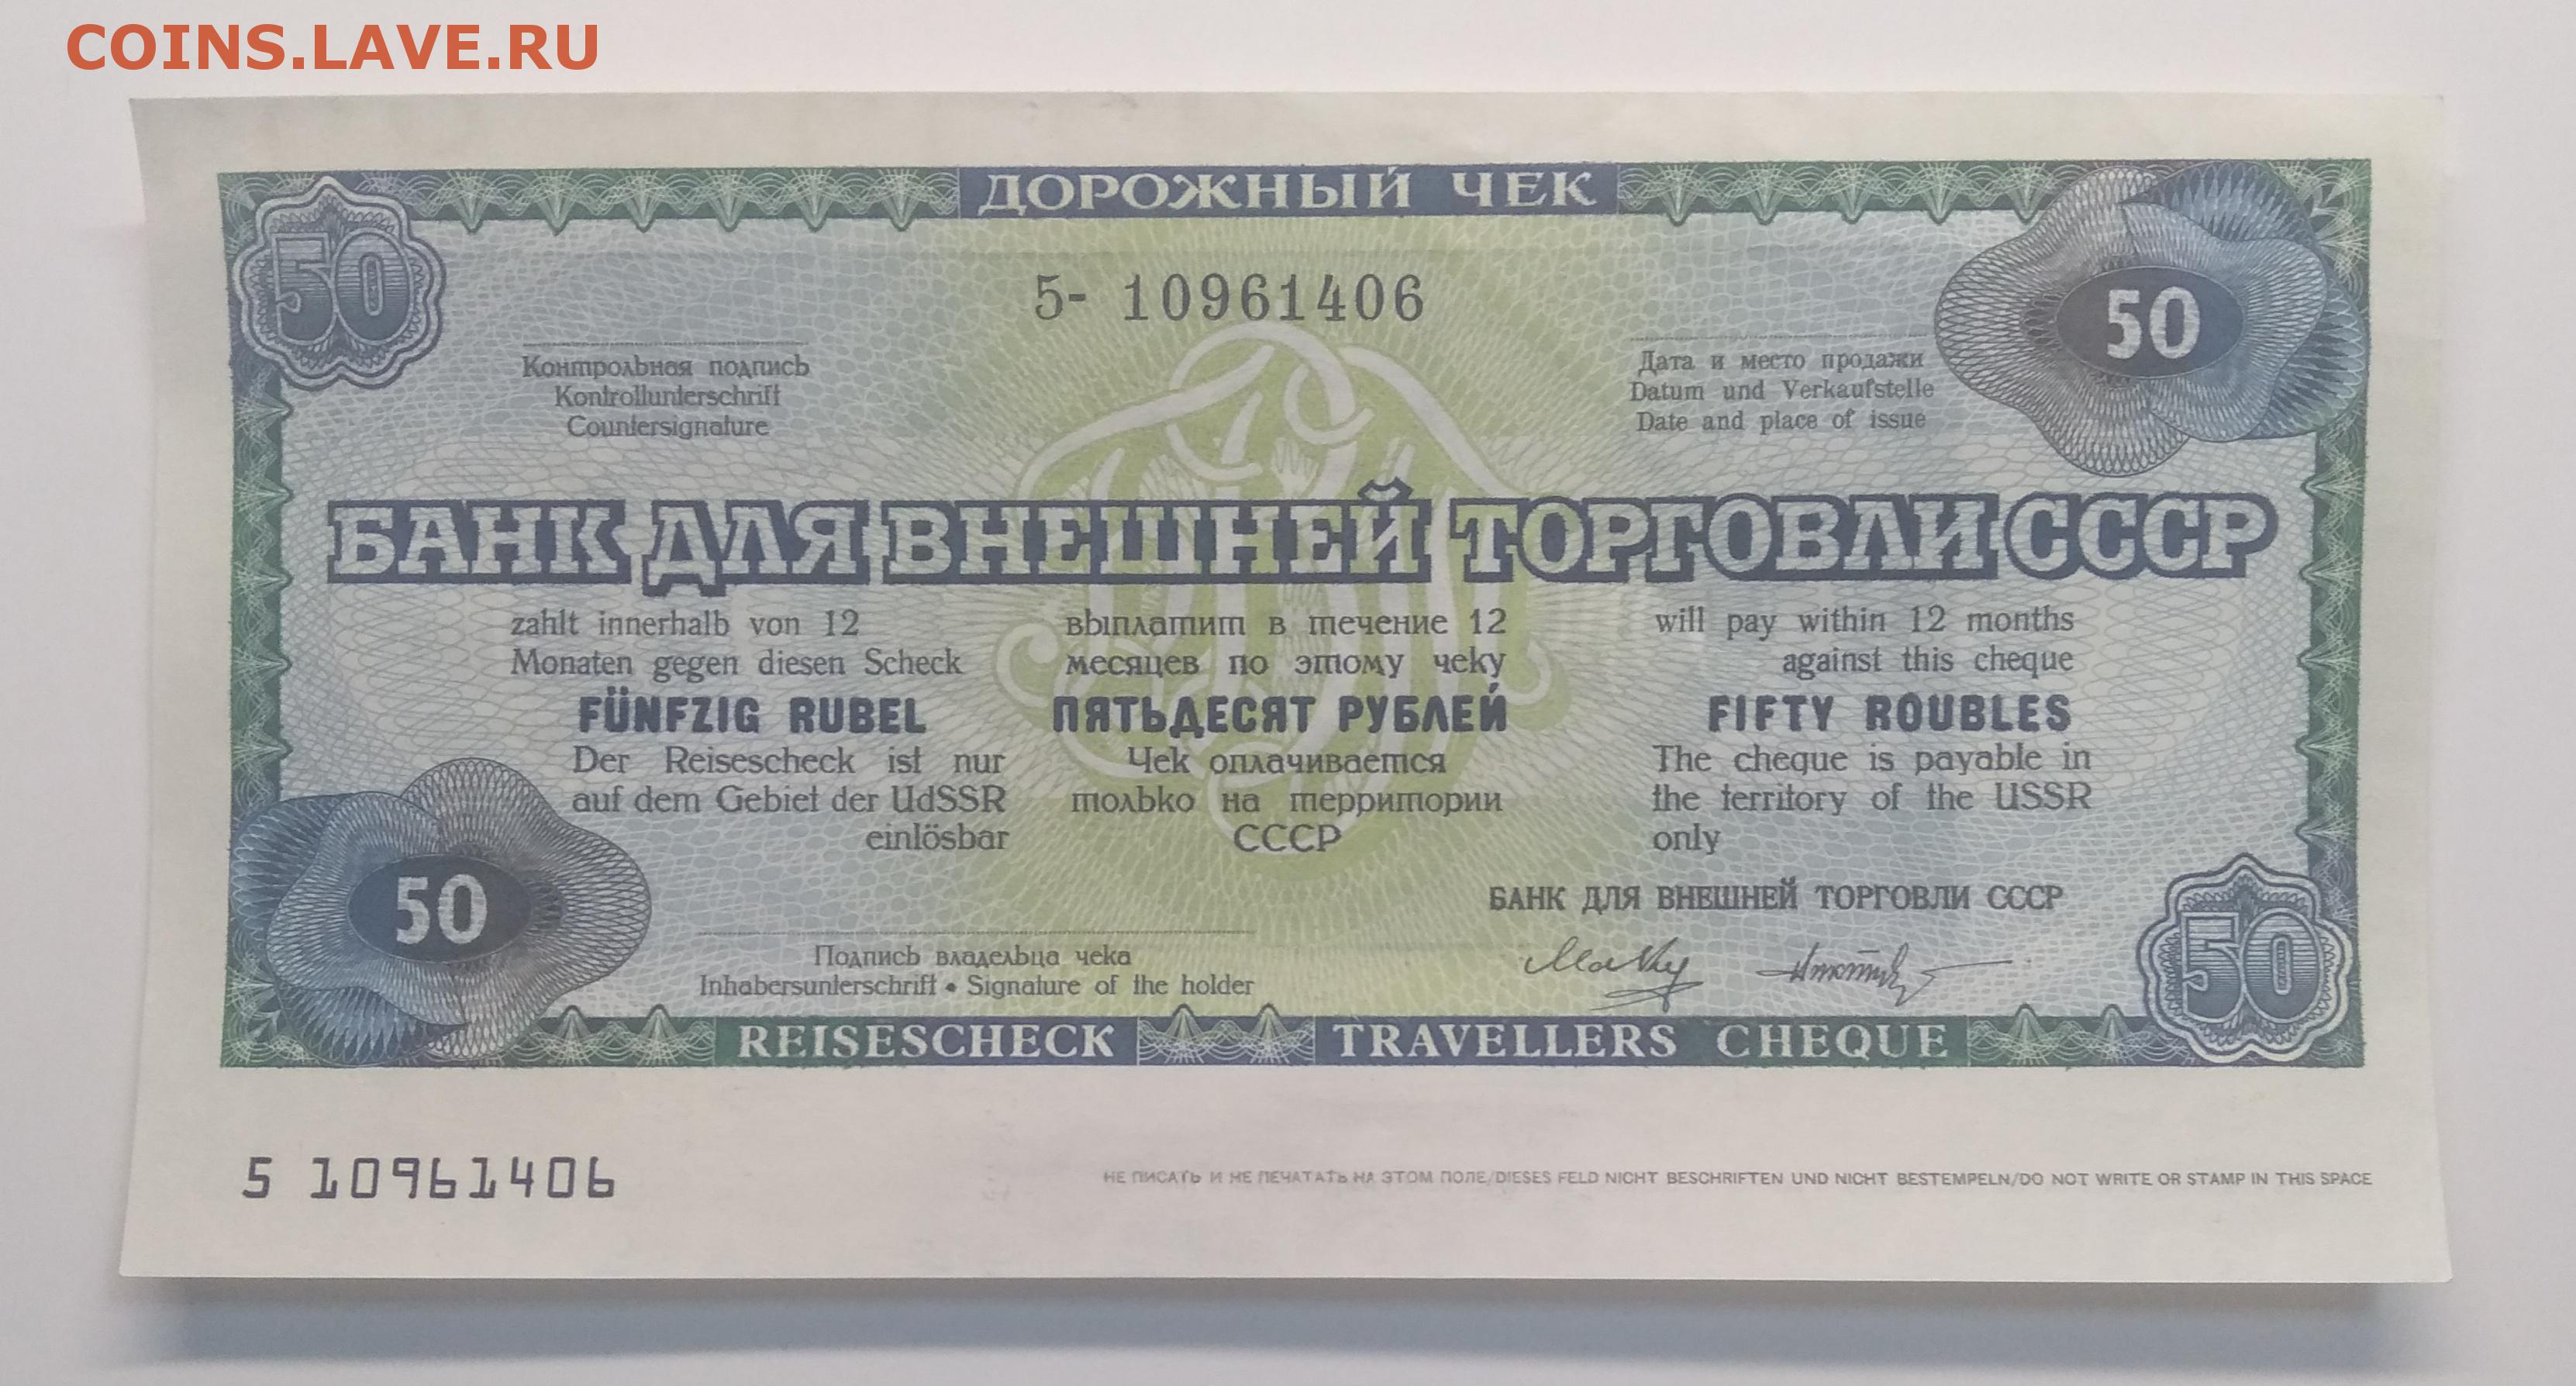 COINS.LAVE.RU
ДОРОЖНЫЙ ЧЕК
50
50
5- 10961406
Контрольная подпись
Kontrollunterschrift
Countersignature
Дата и место продажи
Datum und Verkaufstelle
Date and place of issue
БАНК ДЛЯ ВНЕШНЕЙ ТОРГОВЛИ СССР
zahlt innerhalb von 12
Monaten gegen diesen Scheck
FÜNFZIG RUBEL
Der Reisescheck ist nur
auf dem Gebiet der UdSSR
einlösbar
выплатит в течение 12
месяцев по этому чеку
ПЯТЬДЕСЯТ РУБЛЕЙ
Чек оплачивается
только на территории
СССР
will pay within 12 months
against this cheque
FIFTY ROUBLES
The cheque is payable in
the territory of the USSR
only
БАНК ДЛЯ ВНЕШНЕЙ ТОРГОВЛИ СССР
50
50
Подпись владельца чека
Inhabersunterschrift • Signature of the holder
REISESCHECK TRAVELLERS CHEQUE
5 10961406
НЕ ПИСАТЬ И НЕ ПЕЧАТАТЬ НА ЭТОМ ПОЛЕ/DIESES FELD NICHT BESCHRIFTEN UND NICHT BESTEMPELN/DO NOT WRITE OR STAMP IN THIS SPACE